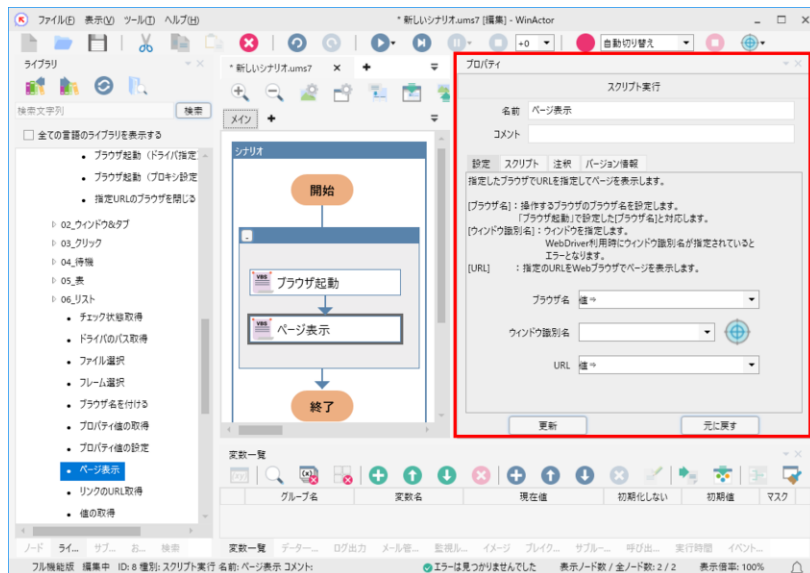 ファイル(F) 表示(V) ツール(T) ヘルプ(H)
* 新しいシナリオ.ums7 [編集] - WinActor
+0
自動切り替え
ライブラリ
検索文字列
検索
全ての言語のライブラリを表示する
ブラウザ起動（ドライバ指定
ブラウザ起動（プロキシ設定
指定URLのブラウザを閉じる
02_ウィンドウ&タブ
03_クリック
04_待機
05_表
06_リスト
チェック状態取得
ドライバのパス取得
ファイル選択
フレーム選択
ブラウザ名を付ける
プロパティ値の取得
プロパティ値の設定
ページ表示
リンクのURL取得
値の取得
ノード ライ... サブ... お... 検索
* 新しいシナリオ.ums7
メイン
シナリオ
開始
VBS ブラウザ起動
VBS ページ表示
終了
プロパティ
スクリプト実行
名前 ページ表示
コメント
設定 スクリプト 注釈 バージョン情報
指定したブラウザでURLを指定してページを表示します。
[ブラウザ名]：操作するブラウザのブラウザ名を設定します。
「ブラウザ起動」で設定した[ブラウザ名]と対応します。
[ウィンドウ識別名]：ウィンドウを指定します。
WebDriver利用時にウィンドウ識別名が指定されていると
エラーとなります。
[URL] ：指定のURLをWebブラウザでページを表示します。
ブラウザ名 値⇒
ウィンドウ識別名
URL 値⇒
更新 元に戻す
変数一覧
グループ名 変数名 現在値 初期化しない 初期値 マスク
変数一覧 データー... ログ出力 メール管... 監視ル... イメージ ブレイク... サブルー... 呼び出... 実行時間 イベント...
フル機能版 編集中 ID: 8 種別: スクリプト実行 名前: ページ表示 コメント:
エラーは見つかりませんでした 表示ノード数 / 全ノード数: 2 / 2 表示倍率: 100%